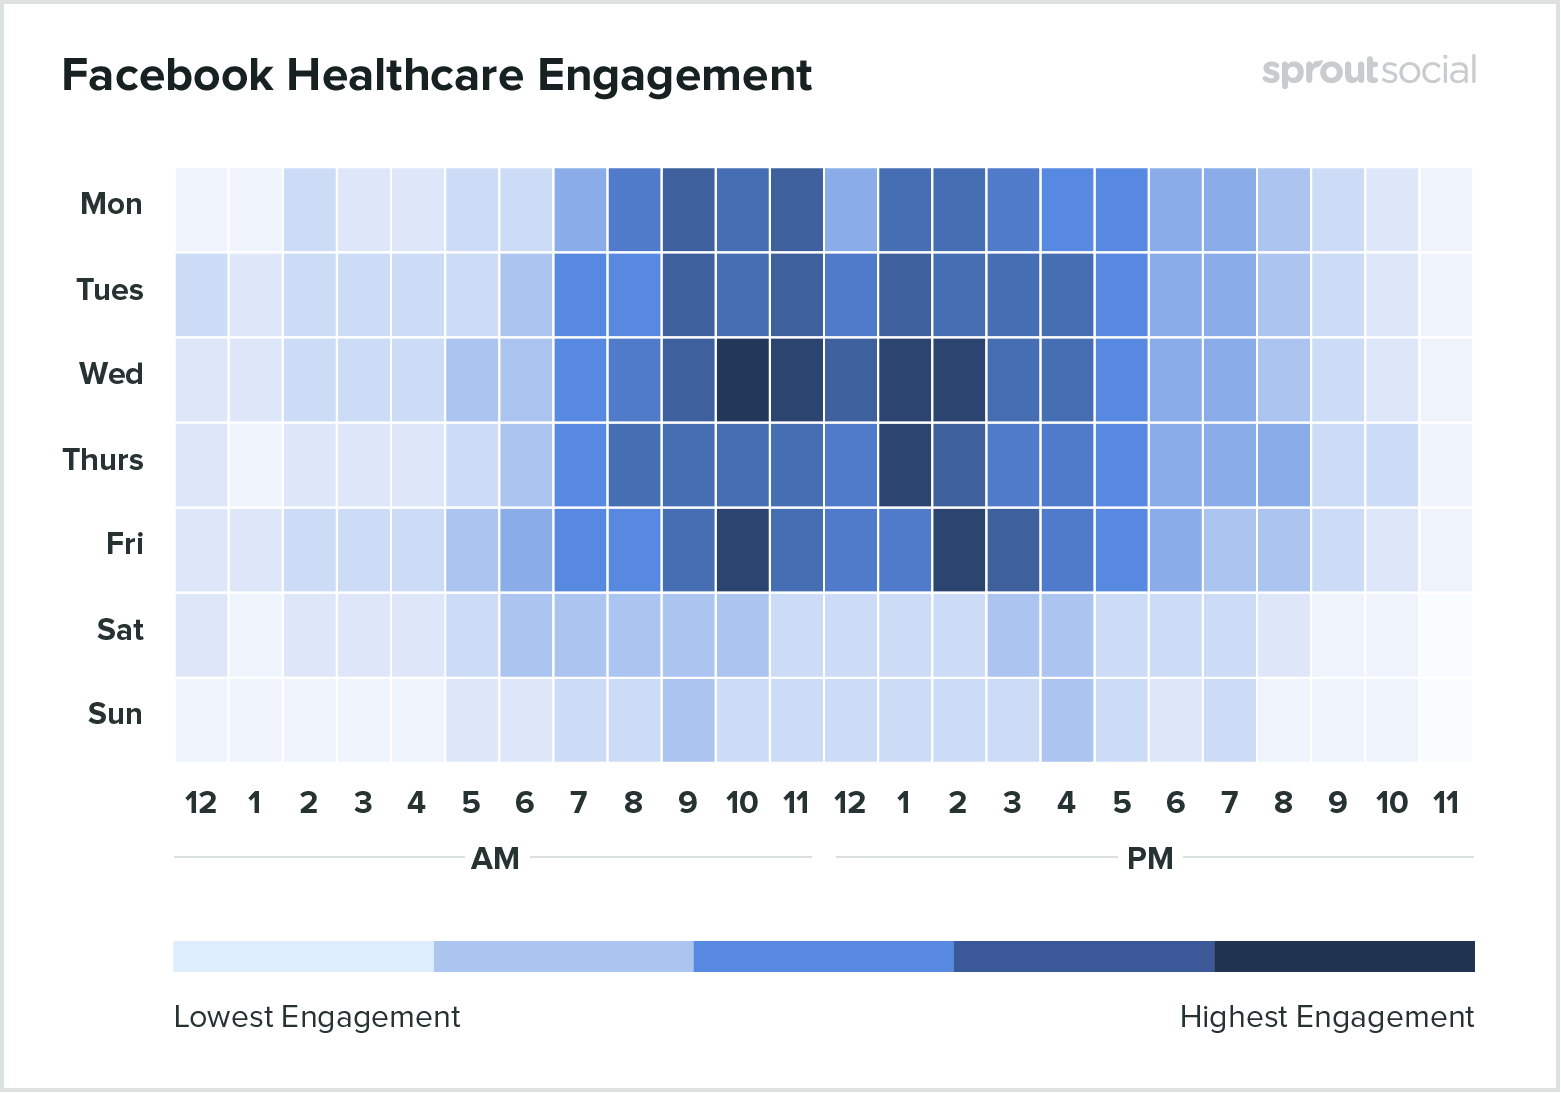 Facebook Healthcare Engagement
sproutsocial
Mon
Tues
Wed
Thurs
Fri
Sat
Sun
12 1 2 3 4 5 6 7 8 9 10 11 12 1 2 3 4 5 6 7 8 9 10 11
AM PM
Lowest Engagement Highest Engagement